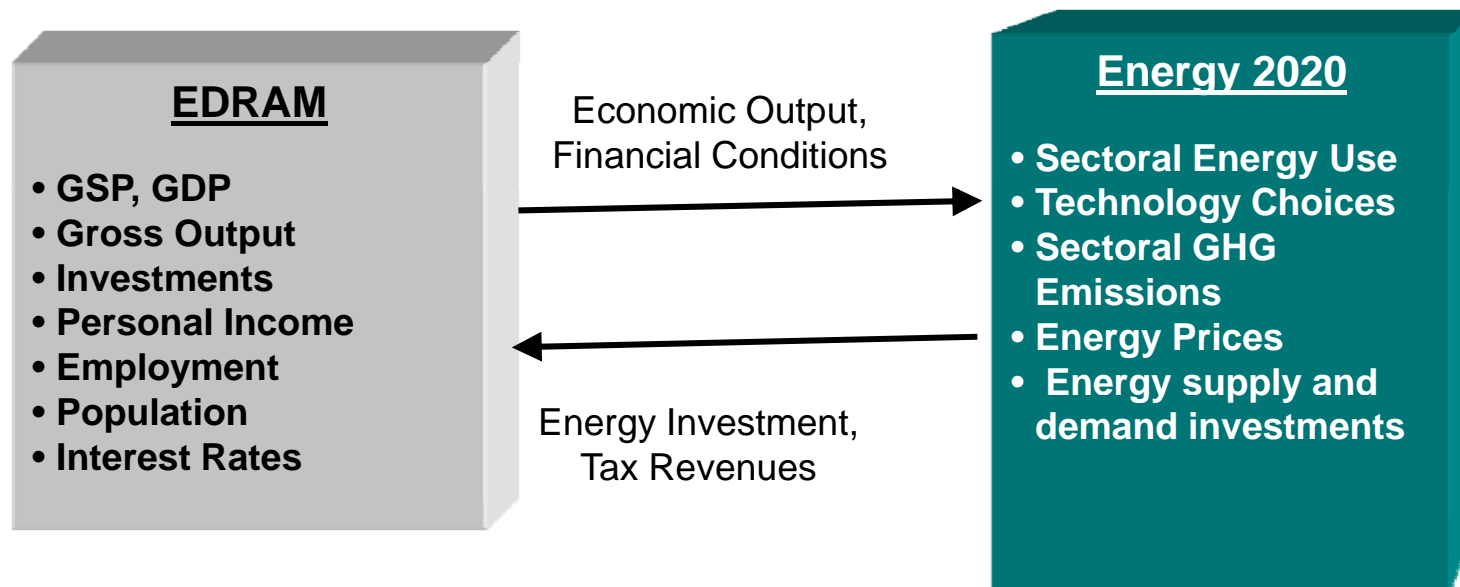 EDRAM
• GSP, GDP
• Gross Output
• Investments
• Personal Income
• Employment
• Population
• Interest Rates
Economic Output,
Financial Conditions
Energy Investment,
Tax Revenues
Energy 2020
• Sectoral Energy Use
• Technology Choices
• Sectoral GHG
Emissions
• Energy Prices
• Energy supply and
demand investments